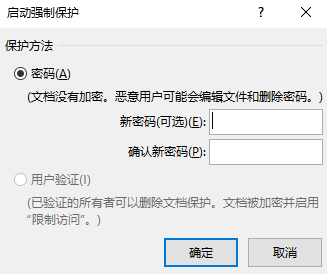 启动强制保护
? ×
保护方法
密码(A)
(文档没有加密。恶意用户可能会编辑文件和删除密码。)
新密码(可选)(E):
确认新密码(P):
用户验证(I)
(已验证的所有者可以删除文档保护。文档被加密并启用
“限制访问”。)
确定 取消